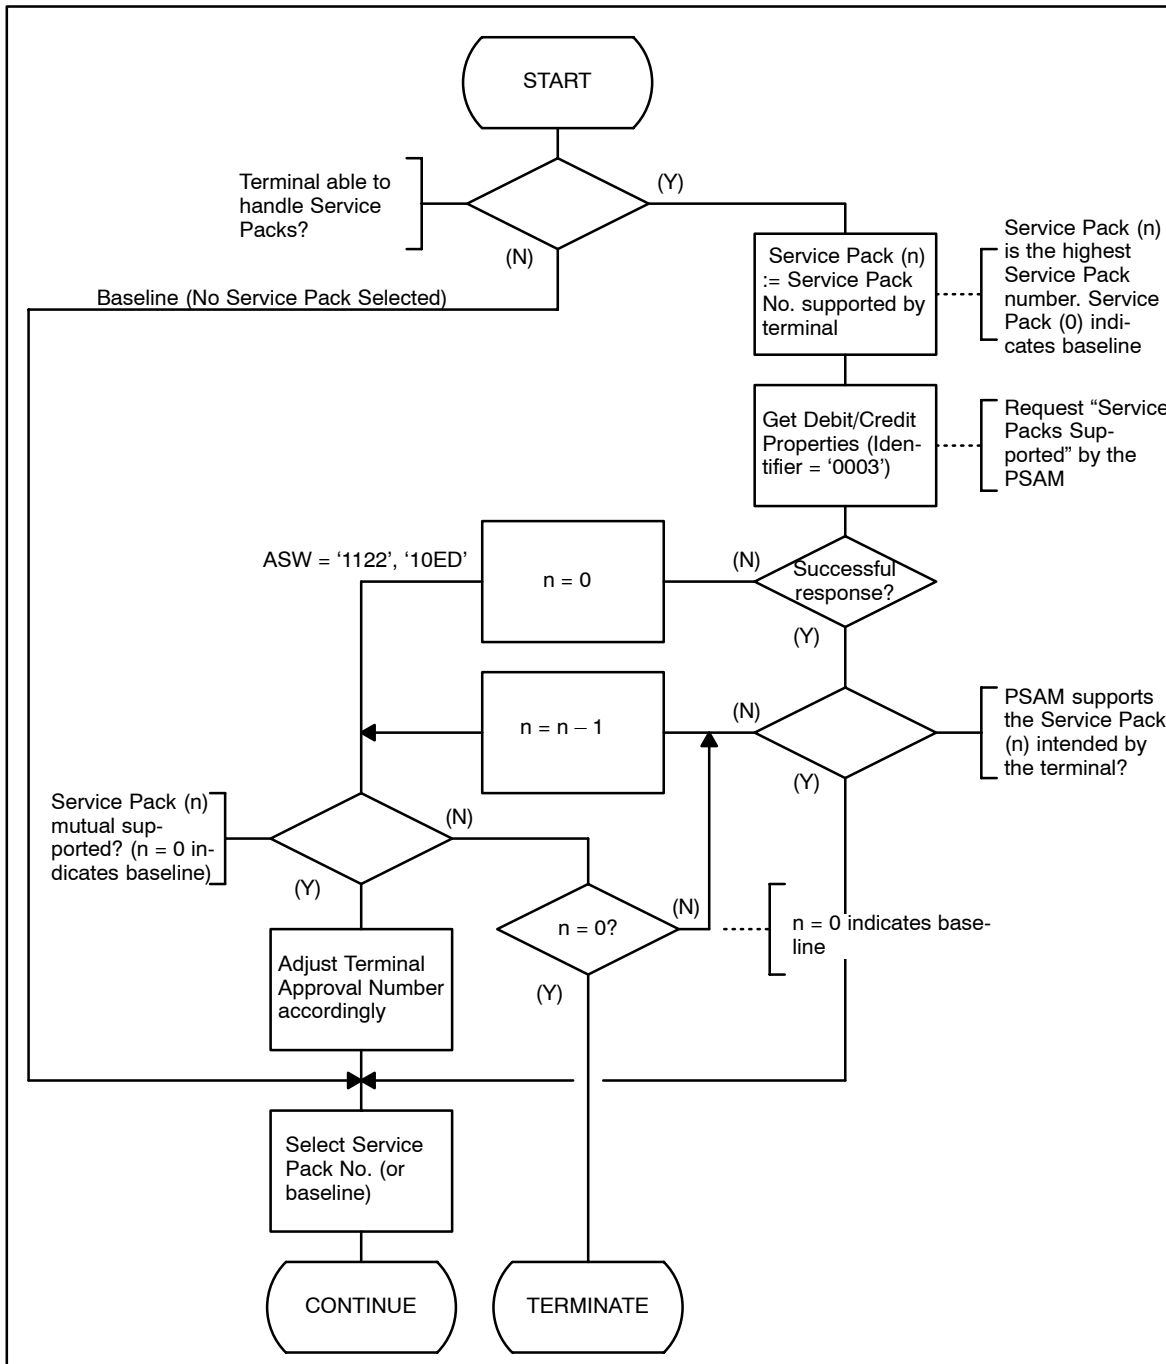 START
Terminal able to
handle Service
Packs?
(Y)
(N)
Baseline (No Service Pack Selected)
Service Pack (n)
:= Service Pack
No. supported by
terminal
Service Pack (n)
is the highest
Service Pack
number. Service
Pack (0) indi-
cates baseline
Get Debit/Credit
Properties (Iden-
tifier = ‘0003’)
Request “Service
Packs Sup-
ported” by the
PSAM
ASW = ‘1122’, ‘10ED’
n = 0
(N)
Successful
response?
(Y)
n = n – 1
(N)
(Y)
PSAM supports
the Service Pack
(n) intended by
the terminal?
Service Pack (n)
mutual sup-
ported? (n = 0 in-
dicates baseline)
(N)
(Y)
n = 0?
(N)
(Y)
n = 0 indicates base-
line
Adjust Terminal
Approval Number
accordingly
Select Service
Pack No. (or
baseline)
CONTINUE
TERMINATE